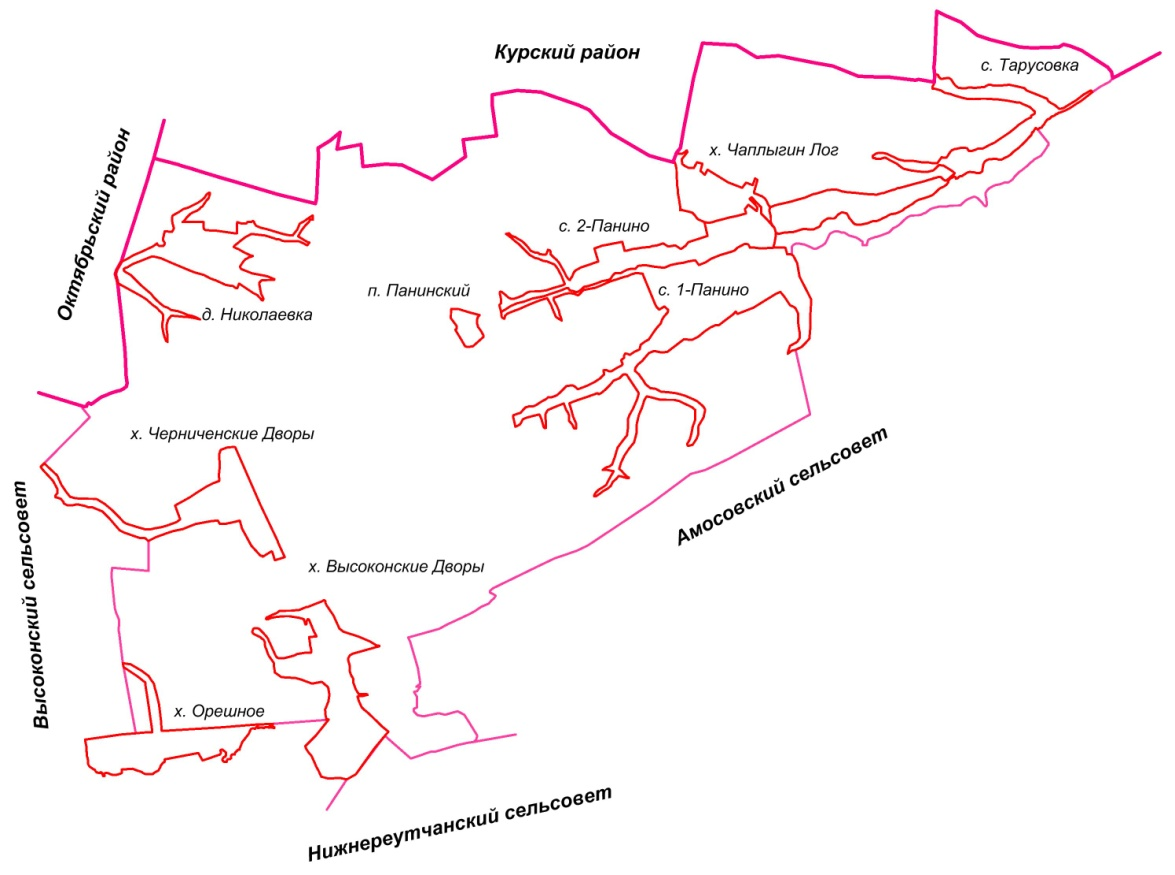 Курский район
с. Тарусовка
х. Чаплыгин Лог
Октябрьский район
с. 2-Панино
п. Панинский
с. 1-Панино
д. Николаевка
х. Черниченские Дворы
Амосовский сельсовет
Высоконский сельсовет
х. Высоконские Дворы
х. Орешное
Нижнереутчанский сельсовет